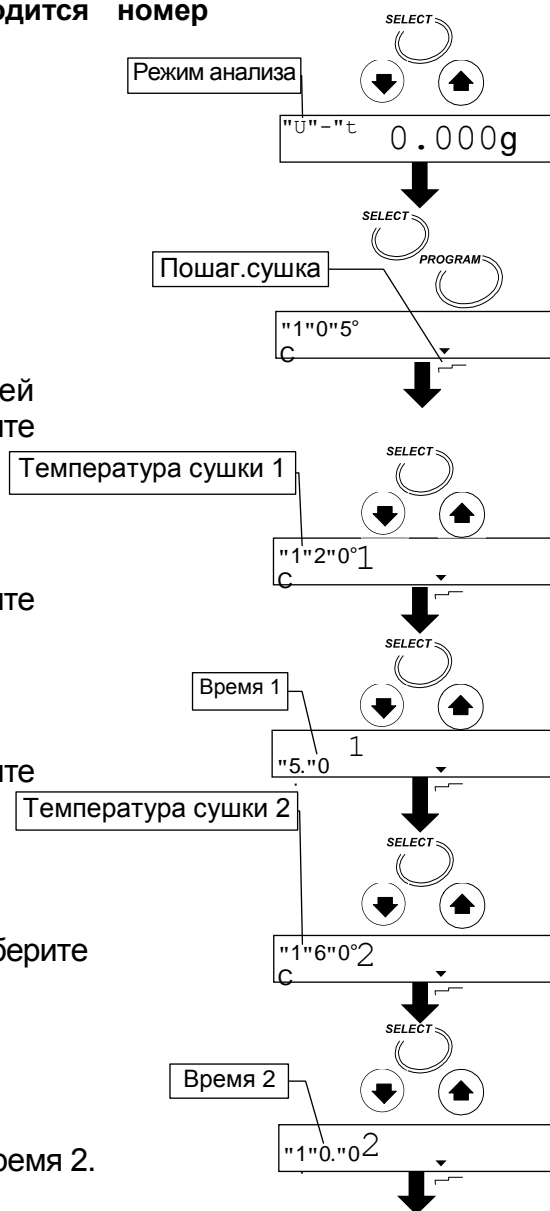 одится номер
SELECT
Режим анализа
"U"-"t 0.000g
SELECT
PROGRAM
Пошаг.сушка
"1"0"5°
C
ей
ите
SELECT
Температура сушки 1
"1"2"0°1
C
ите
SELECT
Время 1
1
"5."0
ите
SELECT
Температура сушки 2
берите
"1"6"0°2
C
SELECT
Время 2
"1"0."02
ремя 2.